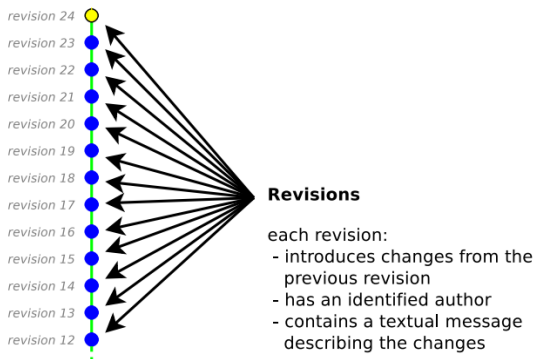 revision 24
revision 23
revision 22
revision 21
revision 20
revision 19
revision 18
revision 17
revision 16
revision 15
revision 14
revision 13
revision 12
Revisions
each revision:
- introduces changes from the
previous revision
- has an identified author
- contains a textual message
describing the changes